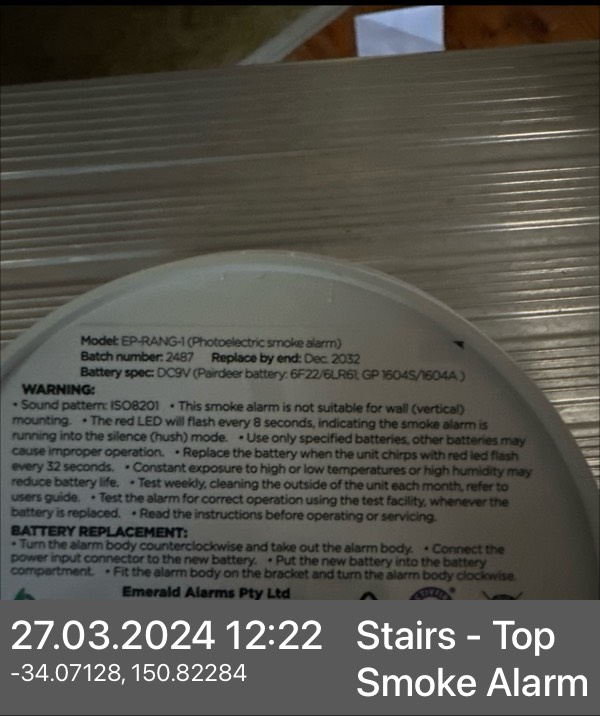 Model: EP-RANG-1 (Photoelectric smoke alarm)
Batch number: 2487 Replace by end: Dec. 2032
Battery spec: DC9V (Pairdeer battery: 6F22/6LR61, GP 1604S/1604A )
WARNING:
• Sound pattern: ISO8201 • This smoke alarm is not suitable for wall (vertical)
mounting. • The red LED will flash every 8 seconds, indicating the smoke alarm is
running into the silence (hush) mode. • Use only specified batteries, other batteries may
cause improper operation. • Replace the battery when the unit chirps with red led flash
every 32 seconds. • Constant exposure to high or low temperatures or high humidity may
reduce battery life. • Test weekly, cleaning the outside of the unit each month, refer to
users guide. • Test the alarm for correct operation using the test facility, whenever the
battery is replaced. • Read the instructions before operating or servicing.
BATTERY REPLACEMENT:
• Turn the alarm body counterclockwise and take out the alarm body. • Connect the
power input connector to the new battery. • Put the new battery into the battery
compartment. • Fit the alarm body on the bracket and turn the alarm body clockwise.
Emerald Alarms Pty Ltd
27.03.2024 12:22
-34.07128, 150.82284
Stairs - Top
Smoke Alarm